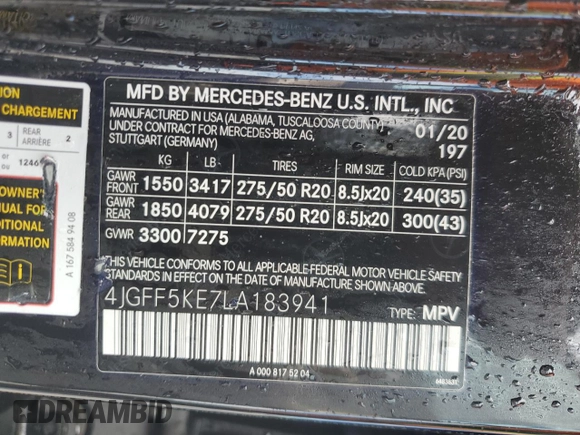 MFD BY MERCEDES-BENZ U.S. INTL., INC
MANUFACTURED IN USA (ALABAMA, TUSCALOOSA COUNTY) 01/20
UNDER CONTRACT FOR MERCEDES-BENZ AG, 197
STUTTGART (GERMANY)
KG LB TIRES RIM SIZE COLD KPA (PSI)
GAWR FRONT 1550 3417 275/50 R20 8.5Jx20 240(35)
GAWR REAR 1850 4079 275/50 R20 8.5Jx20 300(43)
GVWR 3300 7275
THIS VEHICLE CONFORMS TO ALL APPLICABLE FEDERAL MOTOR VEHICLE SAFETY
STANDARDS IN EFFECT ON THE DATE OF MANUFACTURE SHOWN ABOVE.
4JGFF5KE7LA183941 TYPE: MPV
A 000 817 52 04
CHARGEMENT
3 REAR ARRIÈRE 2
or
ou
OWNER'S
NUAL FOR
DITIONAL
ORMATION
A 167 584 94 08
DREAMBID